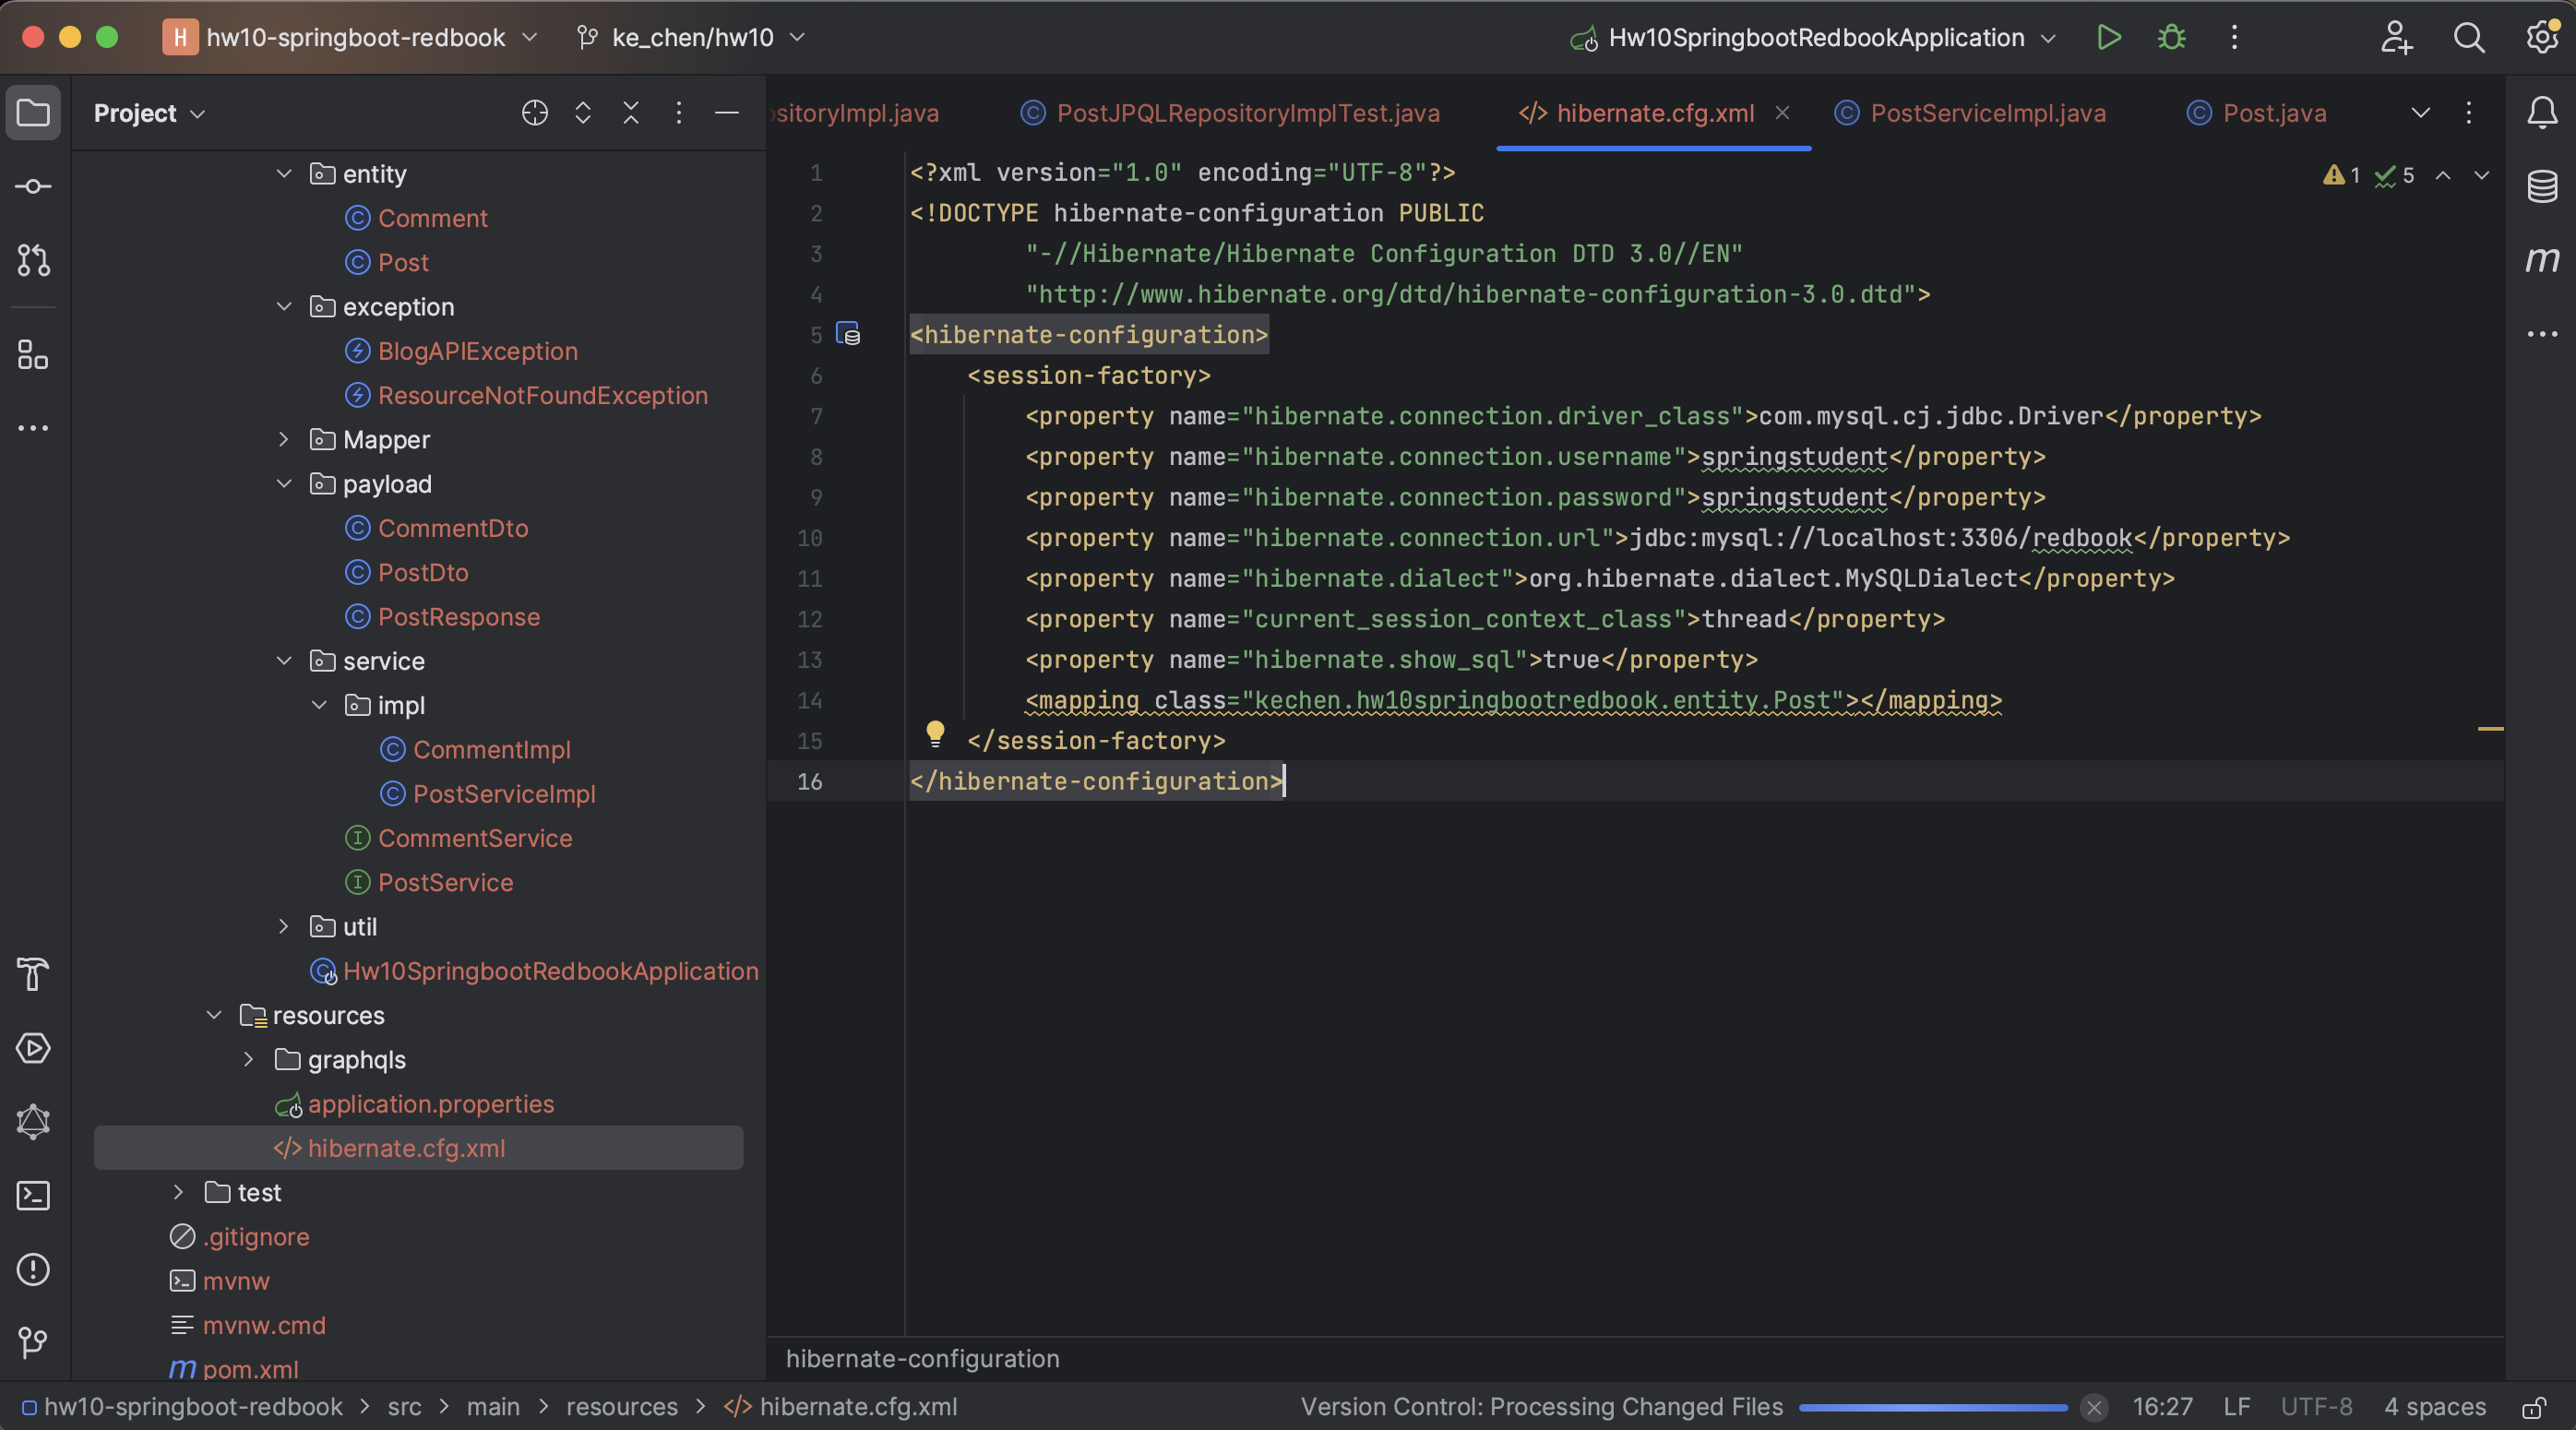 H hw10-springboot-redbook ke_chen/hw10 Hw10SpringbootRedbookApplication
Project
entity
Comment
Post
exception
BlogAPIException
ResourceNotFoundException
Mapper
payload
CommentDto
PostDto
PostResponse
service
impl
CommentImpl
PostServiceImpl
CommentService
PostService
util
Hw10SpringbootRedbookApplication
resources
graphqls
application.properties
hibernate.cfg.xml
test
.gitignore
mvnw
mvnw.cmd
m pom.xml
ositoryImpl.java PostJPQLRepositoryImplTest.java hibernate.cfg.xml PostServiceImpl.java Post.java
1 5
1 <?xml version="1.0" encoding="UTF-8"?>
2 <!DOCTYPE hibernate-configuration PUBLIC
3 "-//Hibernate/Hibernate Configuration DTD 3.0//EN"
4 "http://www.hibernate.org/dtd/hibernate-configuration-3.0.dtd">
5 <hibernate-configuration>
6 <session-factory>
7 <property name="hibernate.connection.driver_class">com.mysql.cj.jdbc.Driver</property>
8 <property name="hibernate.connection.username">springstudent</property>
9 <property name="hibernate.connection.password">springstudent</property>
10 <property name="hibernate.connection.url">jdbc:mysql://localhost:3306/redbook</property>
11 <property name="hibernate.dialect">org.hibernate.dialect.MySQLDialect</property>
12 <property name="current_session_context_class">thread</property>
13 <property name="hibernate.show_sql">true</property>
14 <mapping class="kechen.hw10springbootredbook.entity.Post"></mapping>
15 </session-factory>
16 </hibernate-configuration>
m
hibernate-configuration
hw10-springboot-redbook > src > main > resources > </> hibernate.cfg.xml Version Control: Processing Changed Files 16:27 LF UTF-8 4 spaces